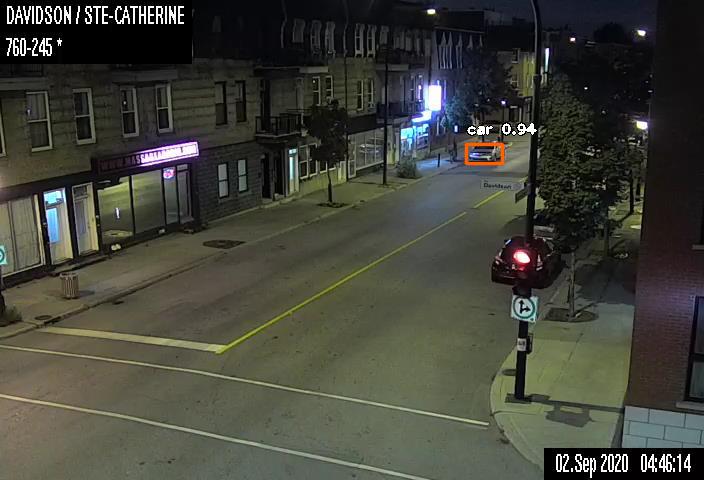 DAVIDSON / STE-CATHERINE
760-245 *
car 0.94
Davidson
02.Sep 2020 04:46:14